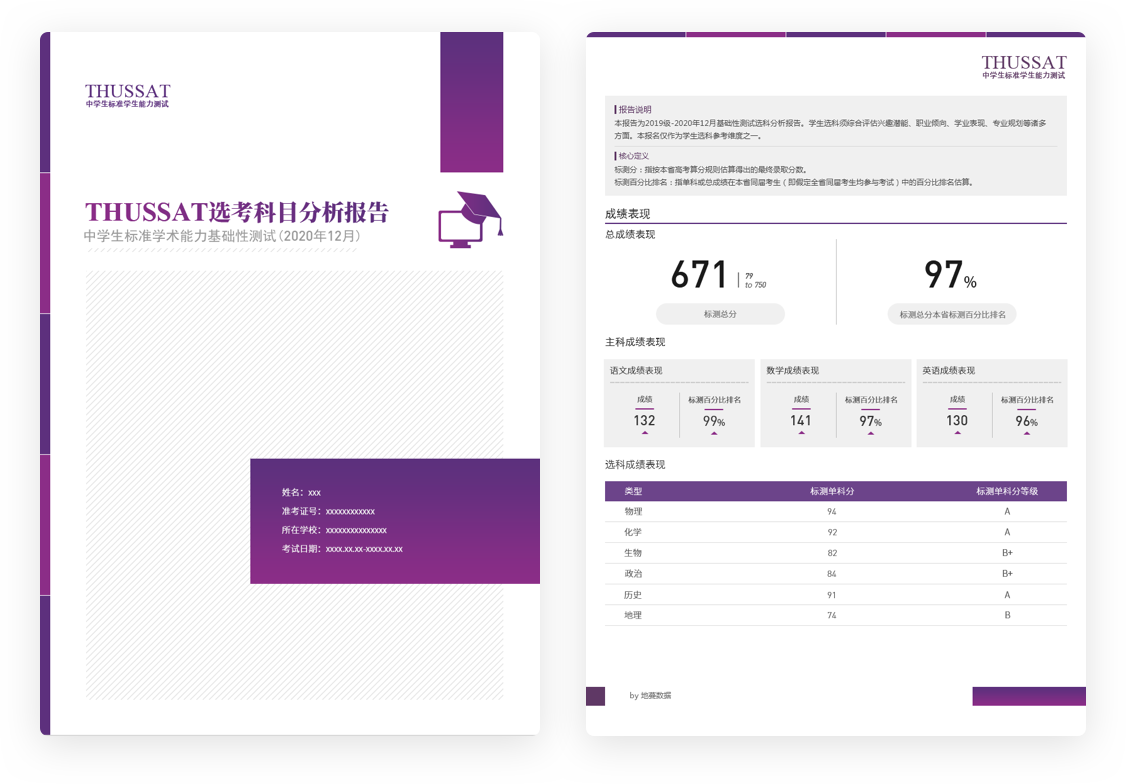 THUSSAT
中学生标准学生能力测试
THUSSAT选考科目分析报告
中学生标准学术能力基础性测试（2020年12月）
姓名：xxx
准考证号：xxxxxxxxxxxx
所在学校：xxxxxxxxxxxxxxx
考试日期：xxxx.xx.xx-xxxx.xx.xx
THUSSAT
中学生标准学生能力测试
报告说明
本报告为2019级-2020年12月基础性测试选科分析报告。学生选科须综合评估兴趣潜能、职业倾向、学业表现、专业规划等诸多
方面。本报名仅作为学生选科参考维度之一。
核心定义
标测分：指按本省高考算分规则估算得出的最终录取分数。
标测百分比排名：指单科或总成绩在本省同届考生（即假定全省同届考生均参与考试）中的百分比排名估算。
成绩表现
总成绩表现
671 79 to 750
97%
标测总分
标测总分本省标测百分比排名
主科成绩表现
语文成绩表现
成绩 标测百分比排名
132 99%
数学成绩表现
成绩 标测百分比排名
141 97%
英语成绩表现
成绩 标测百分比排名
130 96%
选科成绩表现
类型 标测单科分 标测单科分等级
物理 94 A
化学 92 A
生物 82 B+
政治 84 B+
历史 91 A
地理 74 B
by 地蔓数据